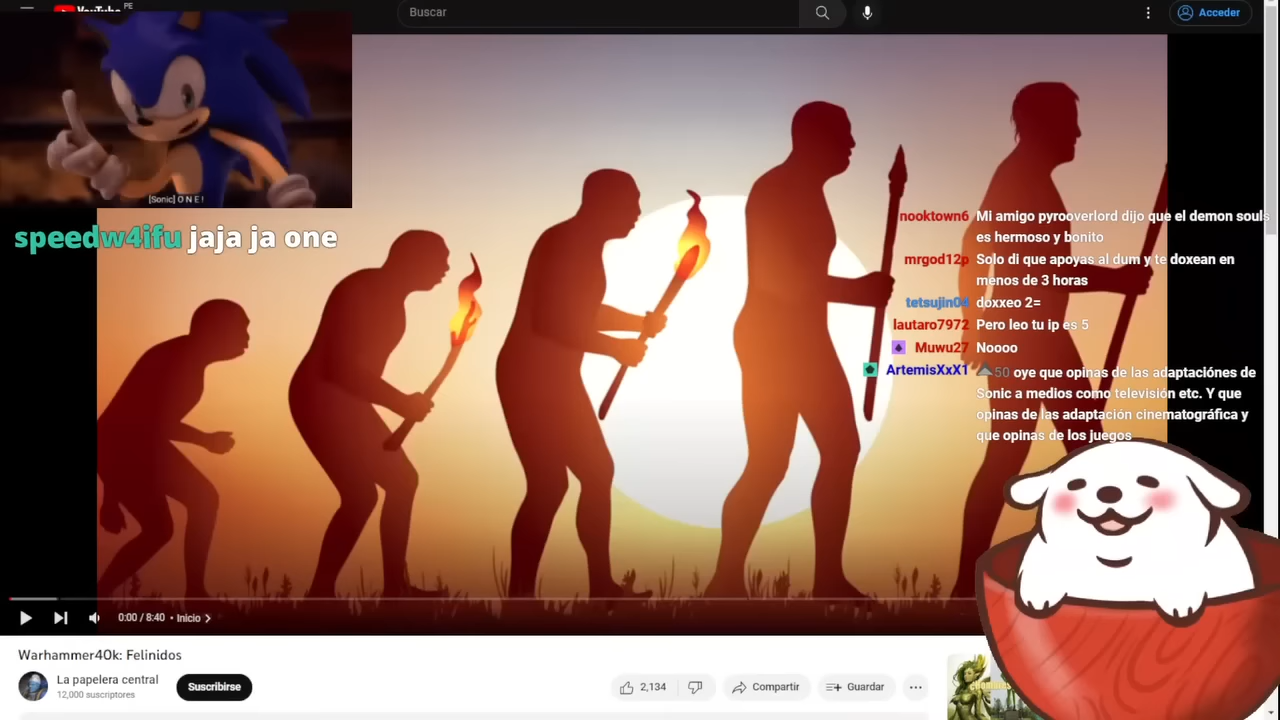 YouTube PE
Buscar
Acceder
[Sonic] O N E !
speedw4ifu jaja ja one
nooktown6 Mi amigo pyrooverlord dijo que el demon souls
es hermoso y bonito
mrgod12p Solo di que apoyas al dum y te doxean en
menos de 3 horas
tetsujin04 doxxeo 2=
lautaro7972 Pero leo tu ip es 5
Muwu27 Noooo
ArtemisXxX1 50 oye que opinas de las adaptaciónes de
Sonic a medios como televisión etc. Y que
opinas de las adaptación cinematográfica y
que opinas de los juegos
0:00 / 8:40 • Inicio
Warhammer40k: Felinidos
La papelera central
12,000 suscriptores
Suscribirse
2,134
Compartir
Guardar